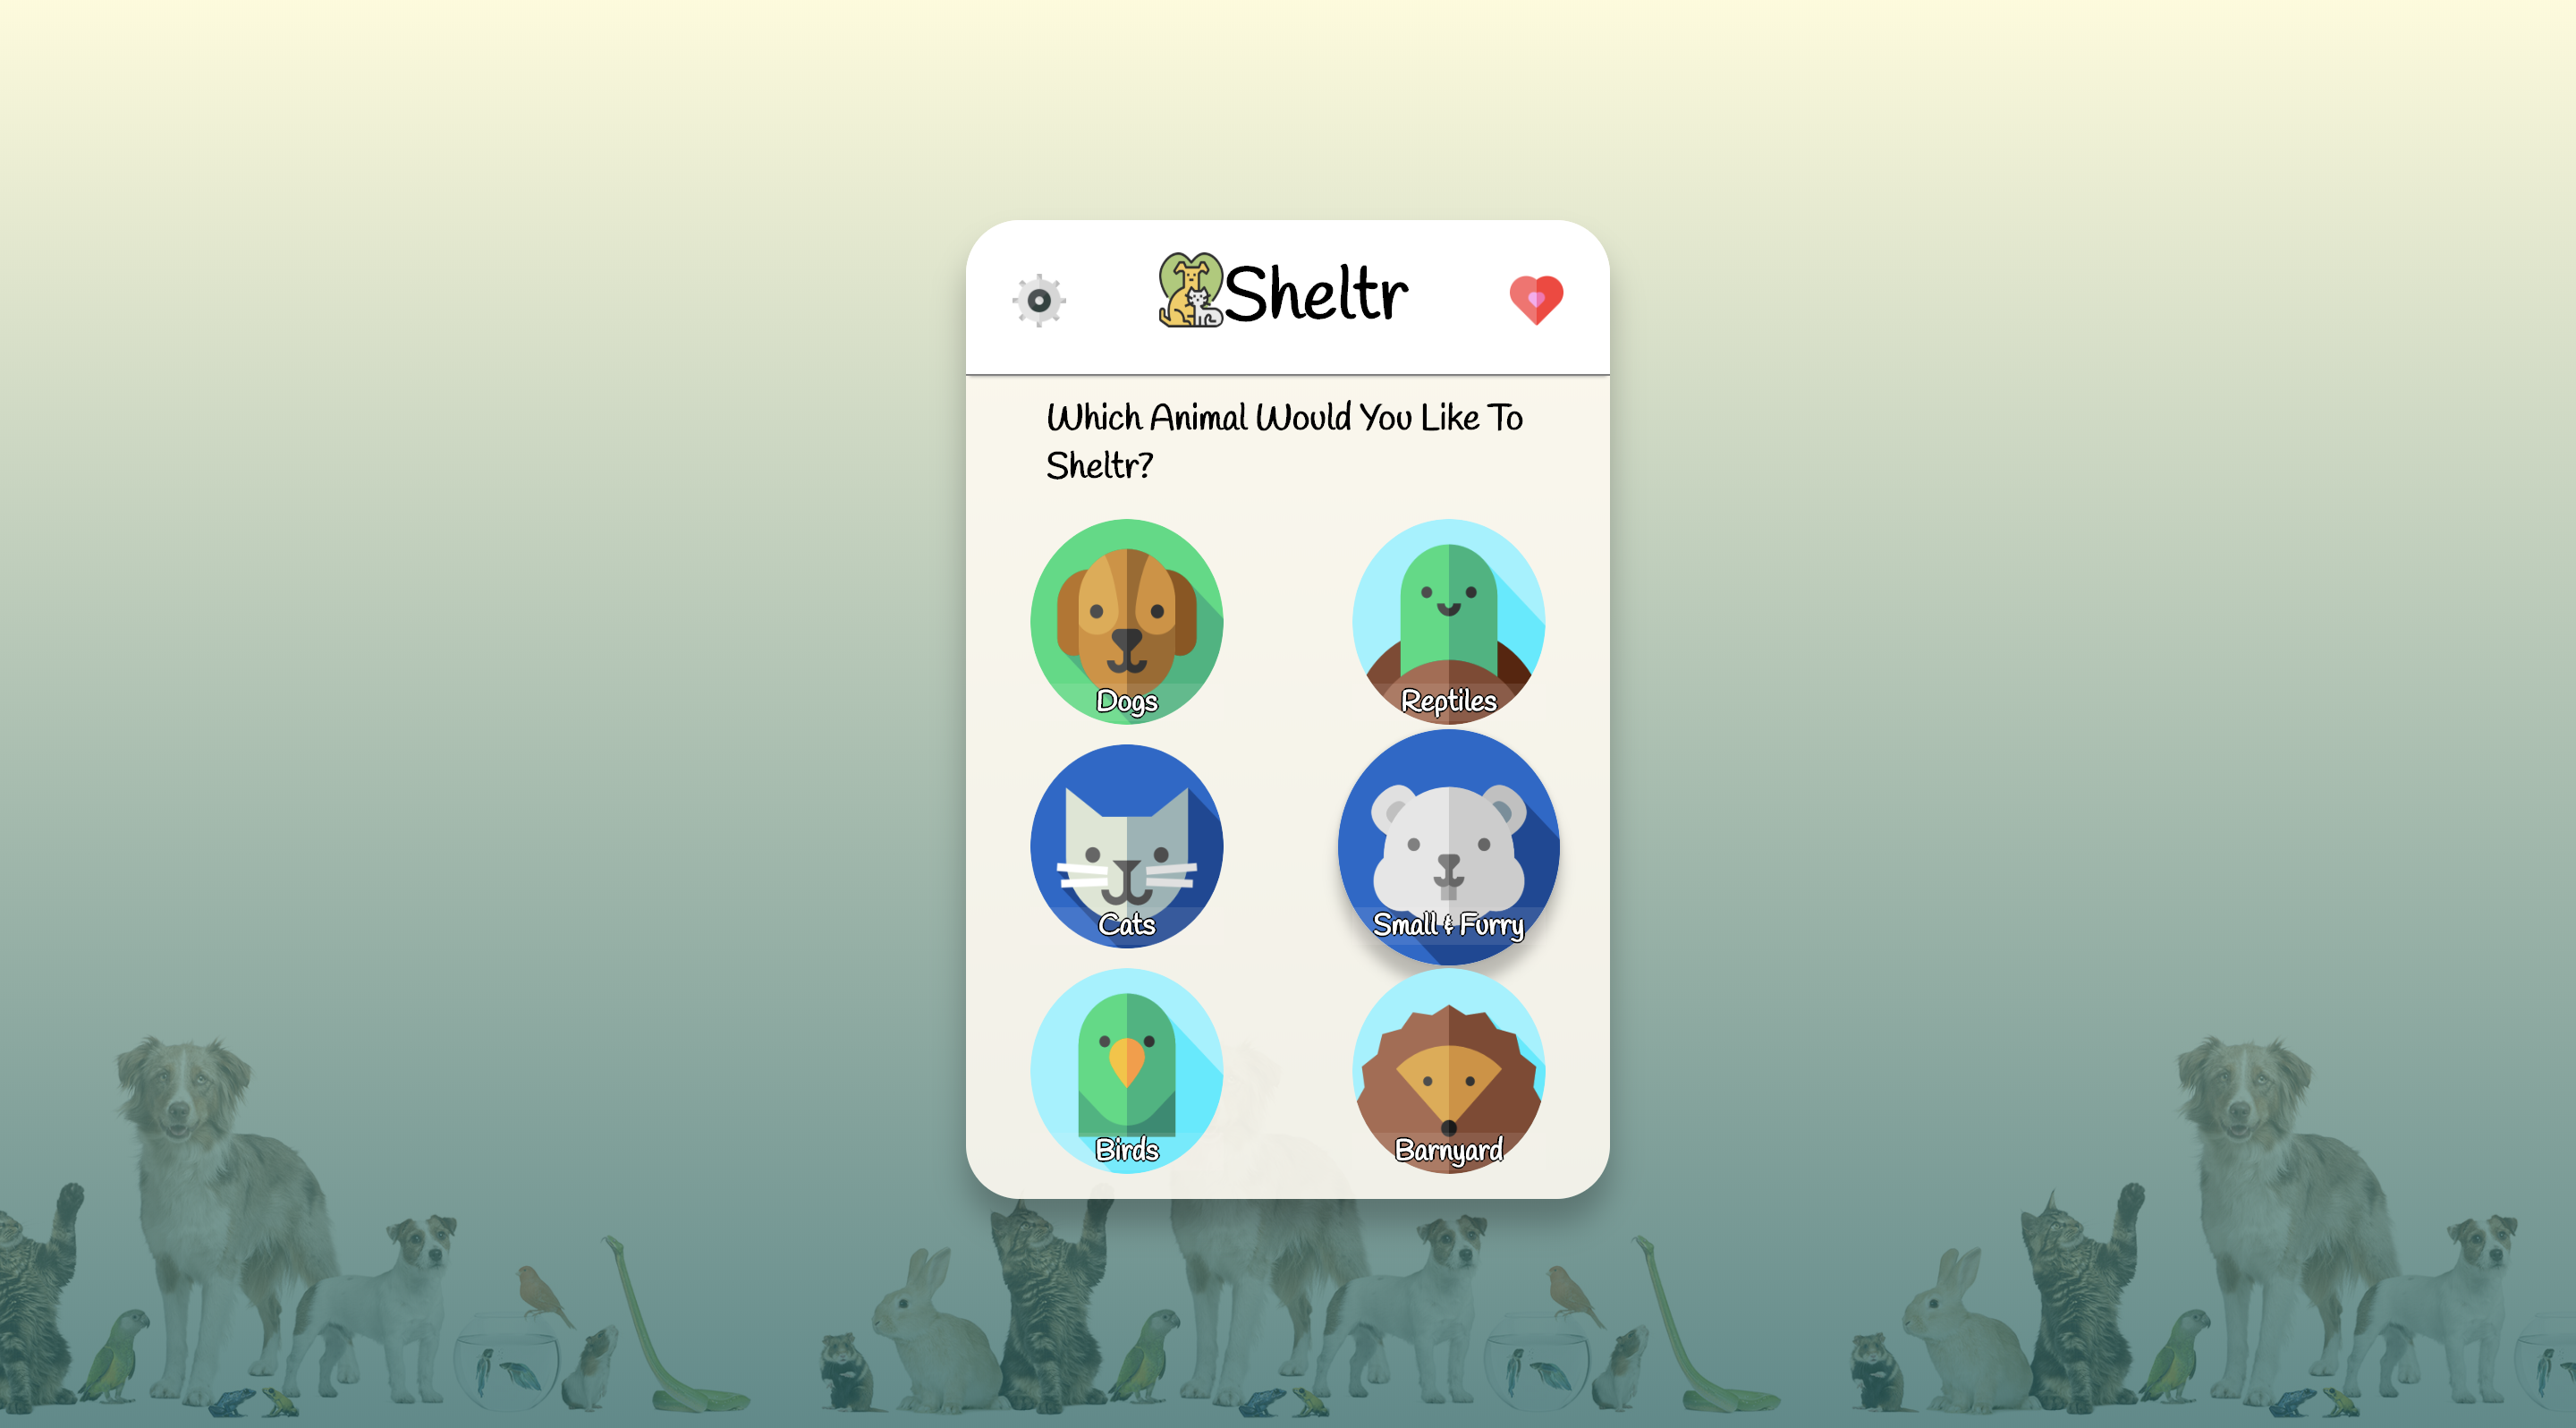 Sheltr
Which Animal Would You Like To
Sheltr?
Dogs
Reptiles
Cats
Small & Furry
Birds
Barnyard